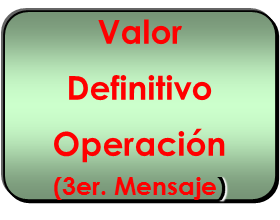 Valor
Definitivo
Operación
(3er. Mensaje)